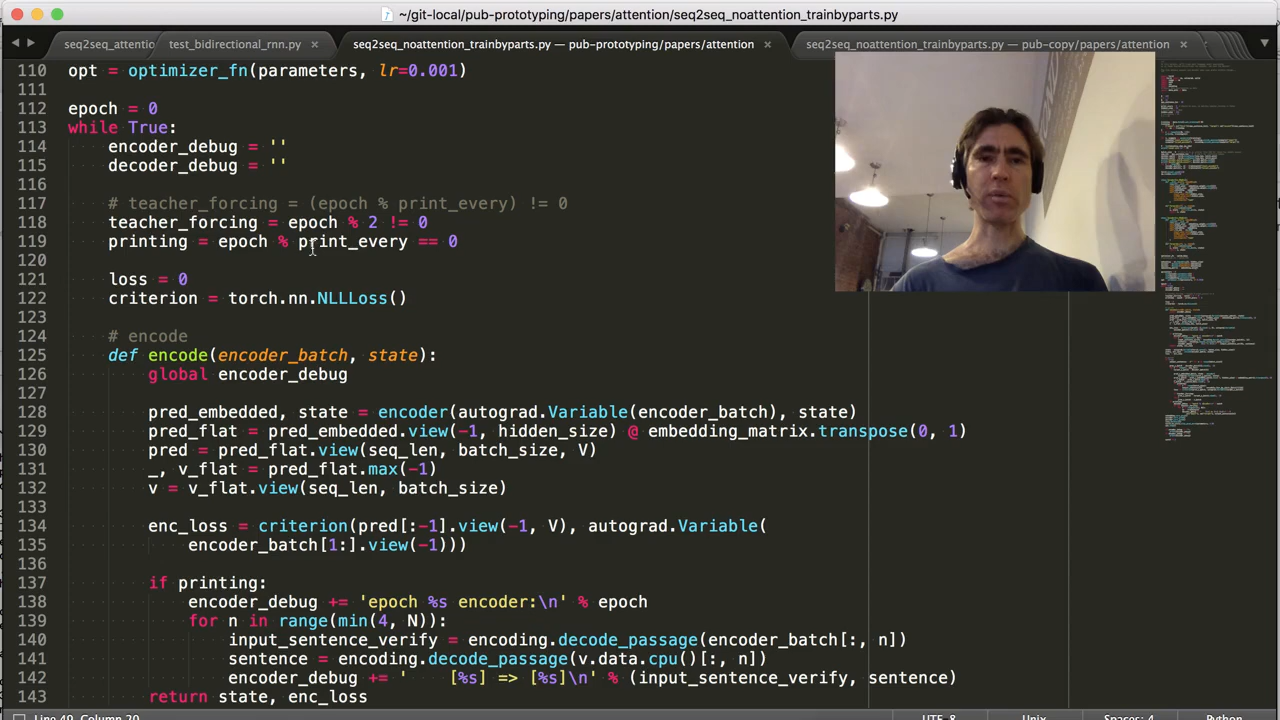 ~/git-local/pub-prototyping/papers/attention/seq2seq_noattention_trainbyparts.py
seq2seq_attentio test_bidirectional_rnn.py × seq2seq_noattention_trainbyparts.py — pub-prototyping/papers/attention × seq2seq_noattention_trainbyparts.py — pub-copy/papers/attention ×
110 opt = optimizer_fn(parameters, lr=0.001)
111
112 epoch = 0
113 while True:
114     encoder_debug = ''
115     decoder_debug = ''
116
117     # teacher_forcing = (epoch % print_every) != 0
118     teacher_forcing = epoch % 2 != 0
119     printing = epoch % print_every == 0
120
121     loss = 0
122     criterion = torch.nn.NLLLoss()
123
124     # encode
125     def encode(encoder_batch, state):
126         global encoder_debug
127
128         pred_embedded, state = encoder(autograd.Variable(encoder_batch), state)
129         pred_flat = pred_embedded.view(-1, hidden_size) @ embedding_matrix.transpose(0, 1)
130         pred = pred_flat.view(seq_len, batch_size, V)
131         _, v_flat = pred_flat.max(-1)
132         v = v_flat.view(seq_len, batch_size)
133
134         enc_loss = criterion(pred[:-1].view(-1, V), autograd.Variable(
135             encoder_batch[1:].view(-1)))
136
137         if printing:
138             encoder_debug += 'epoch %s encoder:\n' % epoch
139             for n in range(min(4, N)):
140                 input_sentence_verify = encoding.decode_passage(encoder_batch[:, n])
141                 sentence = encoding.decode_passage(v.data.cpu()[:, n])
142                 encoder_debug += '    [%s] => [%s]\n' % (input_sentence_verify, sentence)
143         return state, enc_loss
Line 49, Column 20 UTF-8 Unix Spaces: 4 Python